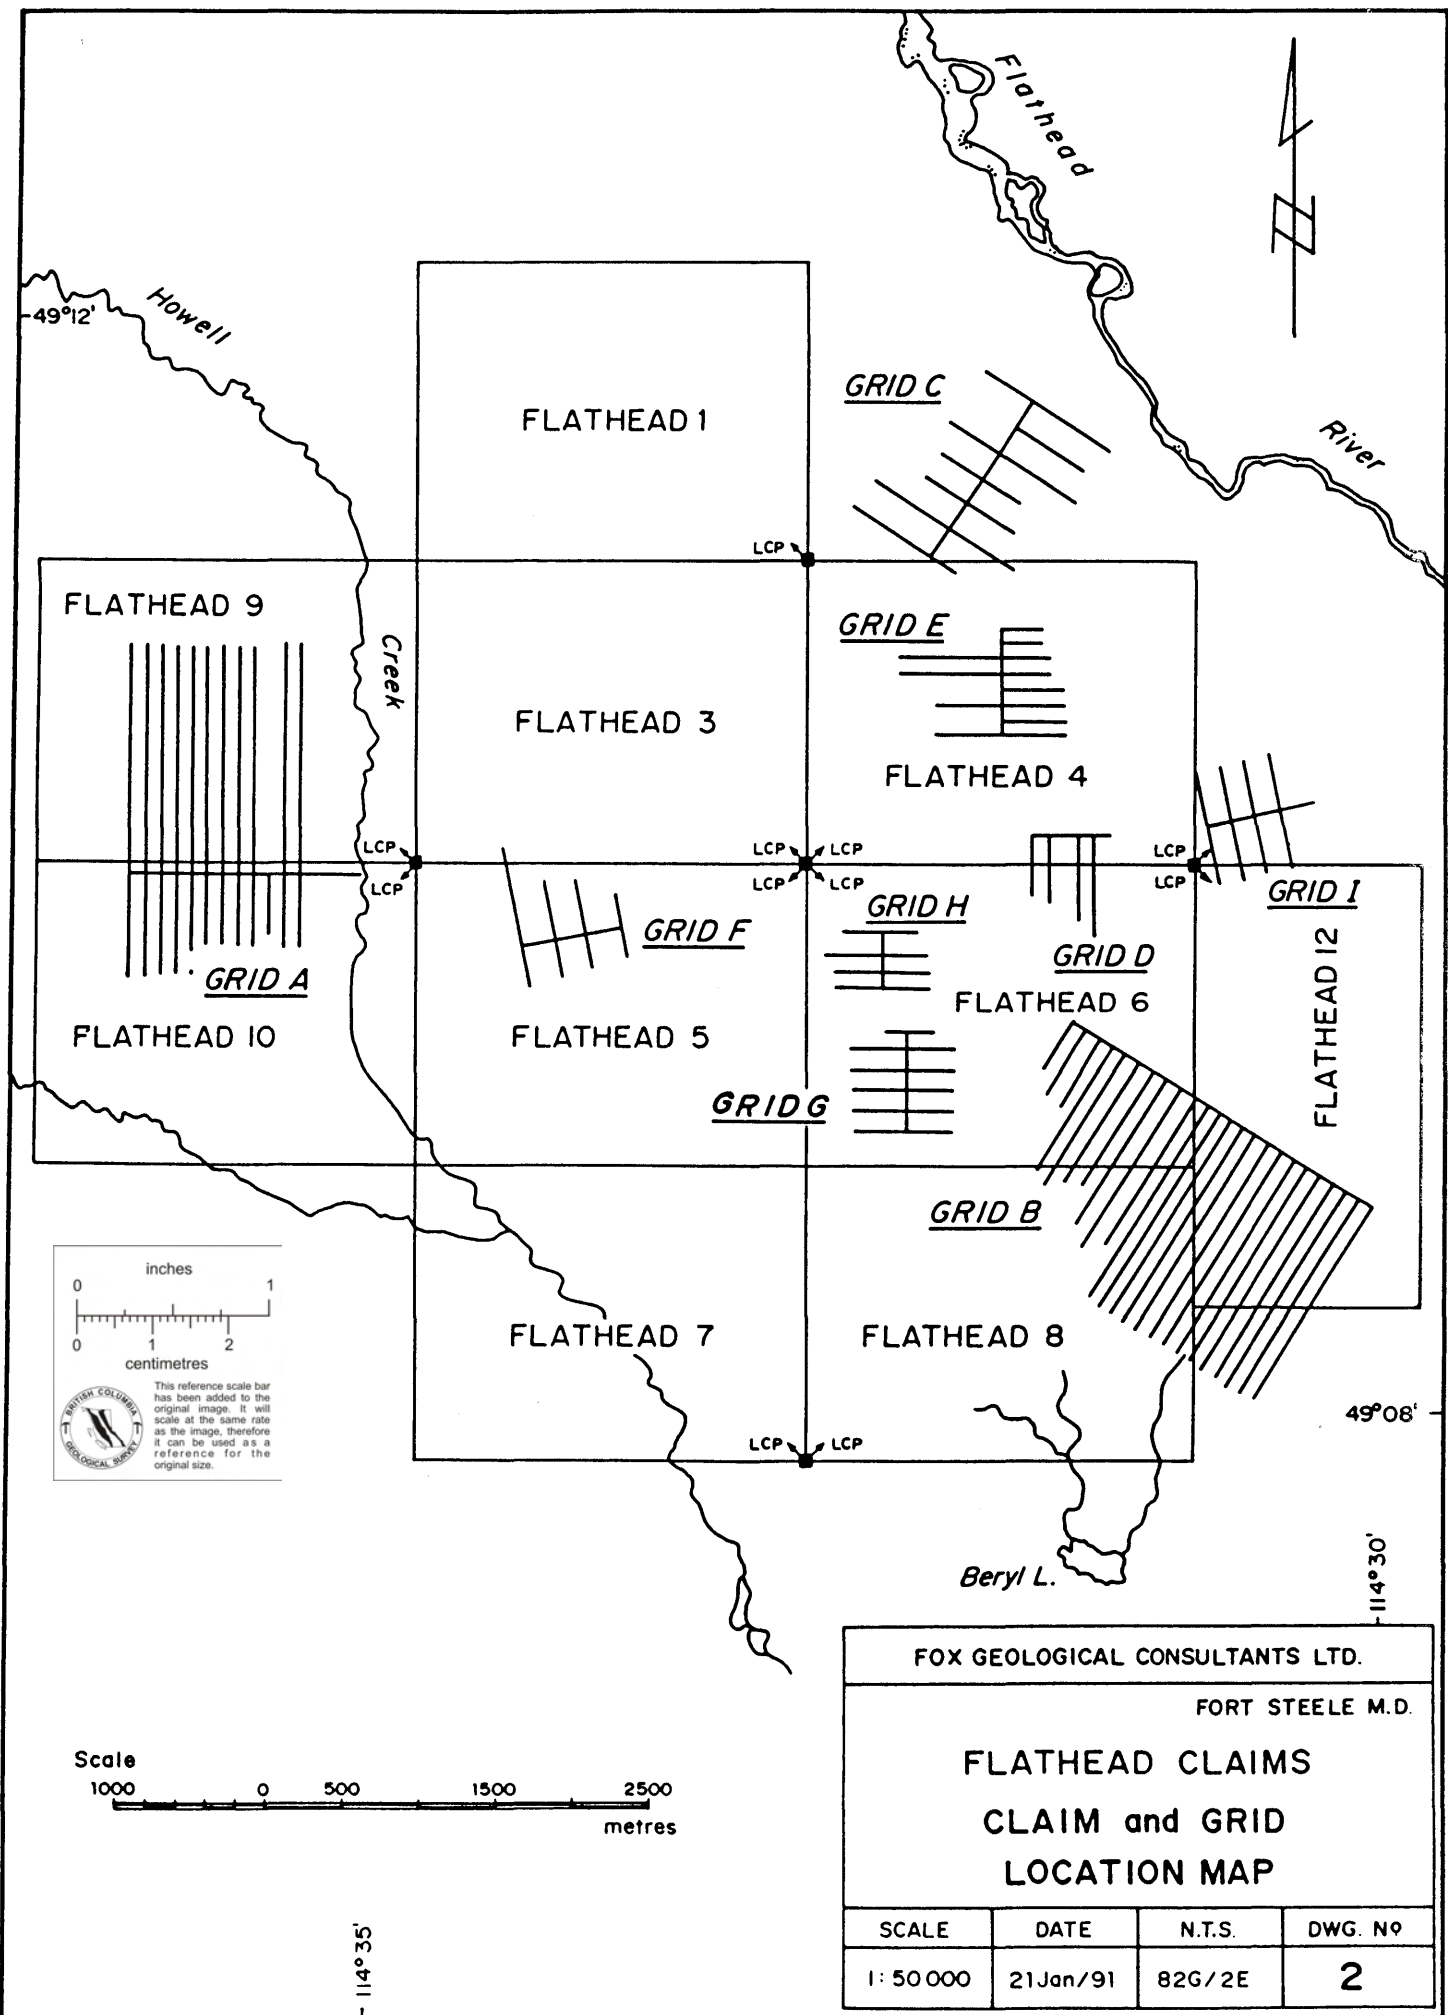 Flathead
Howell
49°12'
GRID C
FLATHEAD 1
River
LCP
FLATHEAD 9
GRID E
Creek
FLATHEAD 3
FLATHEAD 4
LCP
LCP LCP
LCP
LCP
LCP LCP
LCP
GRID I
GRID H
GRID F
GRID D
GRID A
FLATHEAD 12
FLATHEAD 6
FLATHEAD 10
FLATHEAD 5
GRID G
GRID B
inches
0 1
0 1 2
centimetres
This reference scale bar
has been added to the
original image. It will
scale at the same rate
as the image, therefore
it can be used as a
reference for the
original size.
BRITISH COLUMBIA
GEOLOGICAL SURVEY
FLATHEAD 7
FLATHEAD 8
49°08'
LCP LCP
Beryl L.
114°30'
FOX GEOLOGICAL CONSULTANTS LTD.
FORT STEELE M.D.
FLATHEAD CLAIMS
CLAIM and GRID
LOCATION MAP
SCALE DATE N.T.S. DWG. Nº
1:50 000 21Jan/91 82G/2E 2
Scale
1000 0 500 1500 2500
metres
114°35'